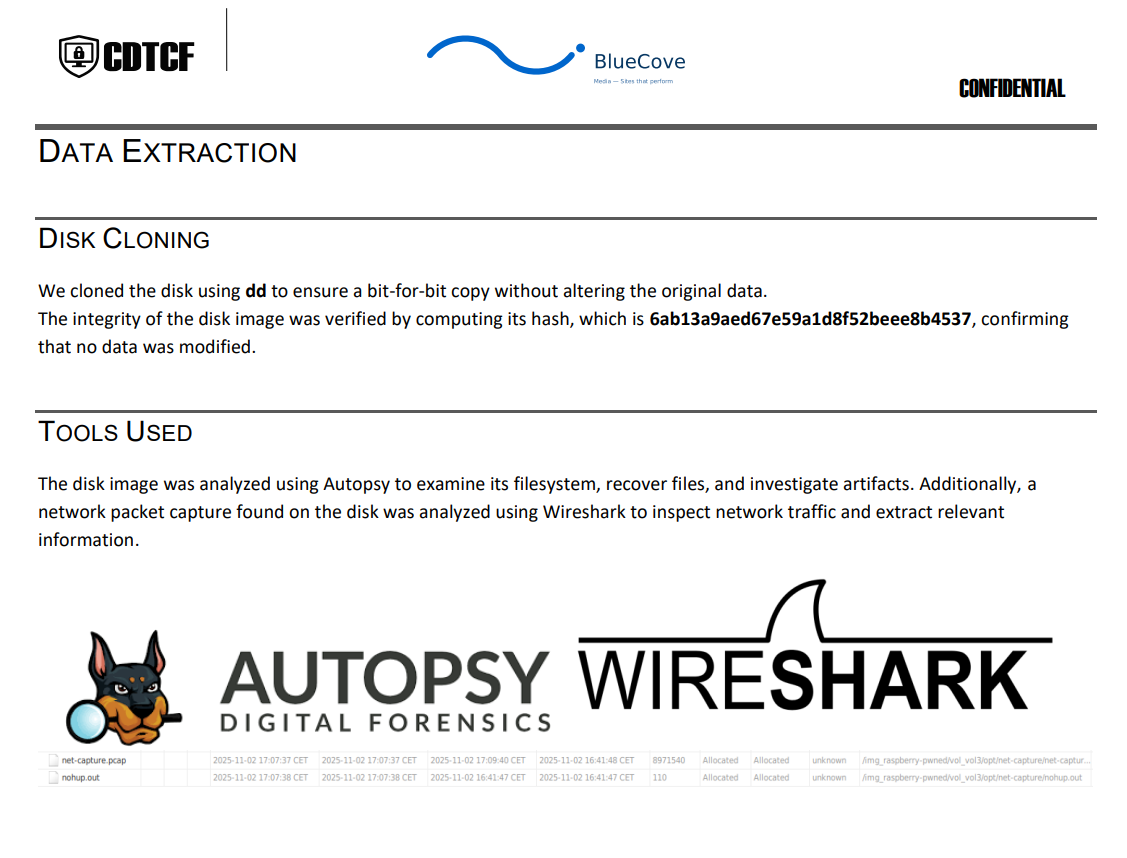 CDTCF
BlueCove
Media — Sites that perform
CONFIDENTIAL
DATA EXTRACTION
DISK CLONING
We cloned the disk using dd to ensure a bit-for-bit copy without altering the original data.
The integrity of the disk image was verified by computing its hash, which is 6ab13a9aed67e59a1d8f52beee8b4537, confirming
that no data was modified.
TOOLS USED
The disk image was analyzed using Autopsy to examine its filesystem, recover files, and investigate artifacts. Additionally, a
network packet capture found on the disk was analyzed using Wireshark to inspect network traffic and extract relevant
information.
AUTOPSY
DIGITAL FORENSICS
WIRESHARK
net-capture.pcap 2025-11-02 17:07:37 CET 2025-11-02 17:07:37 CET 2025-11-02 17:09:40 CET 2025-11-02 16:41:48 CET 8971540 Allocated Allocated unknown /img_raspberry-pwned/vol_vol3/opt/net-capture/net-captur...
nohup.out 2025-11-02 17:07:38 CET 2025-11-02 17:07:38 CET 2025-11-02 16:41:47 CET 2025-11-02 16:41:47 CET 110 Allocated Allocated unknown /img_raspberry-pwned/vol_vol3/opt/net-capture/nohup.out